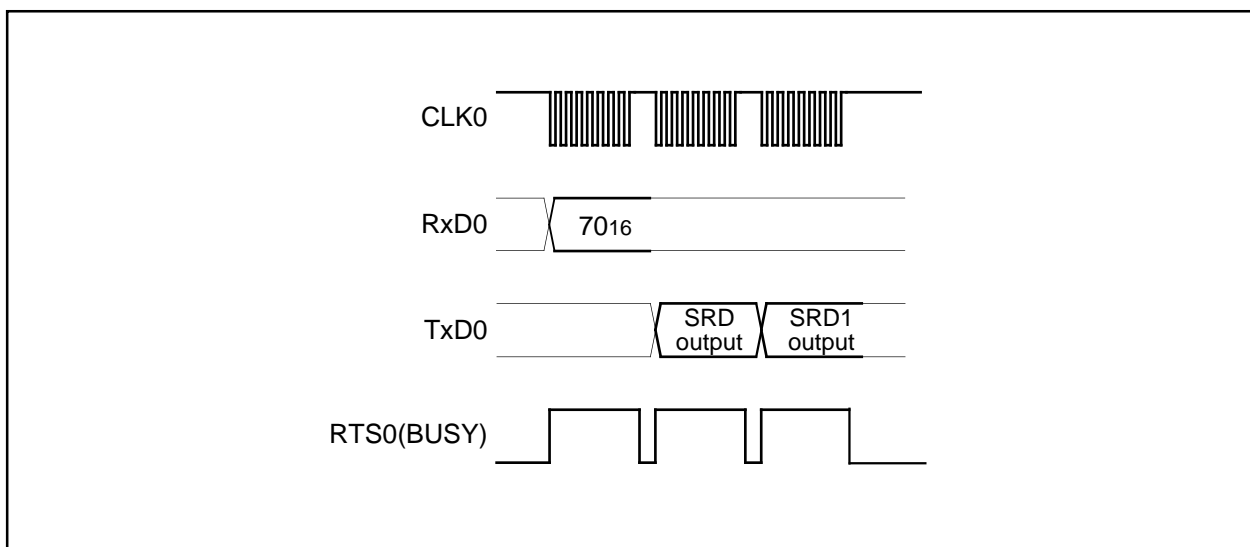 CLK0
RxD0
7016
TxD0
SRD
output
SRD1
output
RTS0(BUSY)